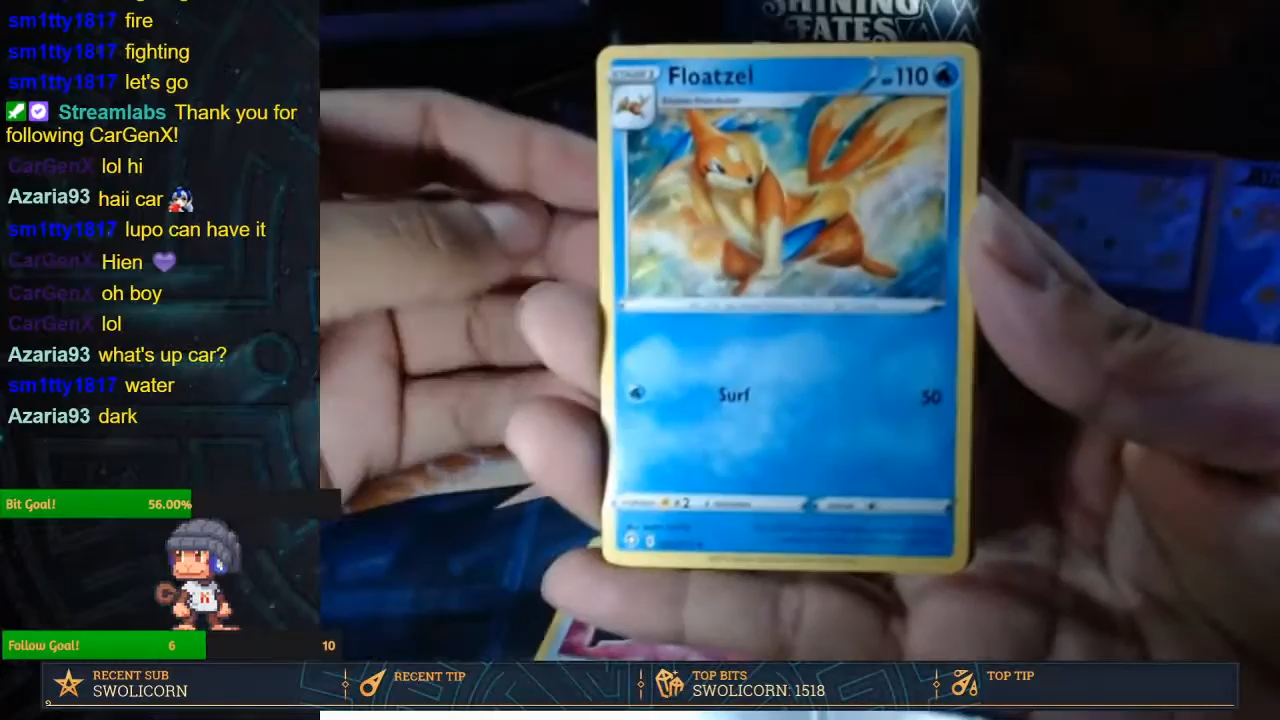 sm1tty1817 fire
sm1tty1817 fighting
sm1tty1817 let's go
Streamlabs Thank you for
following CarGenX!
CarGenX lol hi
Azaria93 haii car
sm1tty1817 lupo can have it
CarGenX Hien
CarGenX oh boy
CarGenX lol
Azaria93 what's up car?
sm1tty1817 water
Azaria93 dark
Bit Goal! 56.00%
Follow Goal! 6 10
SHINING
FATES
Floatzel 110
Surf 50
RECENT SUB
SWOLICORN
RECENT TIP
TOP BITS
SWOLICORN: 1518
TOP TIP